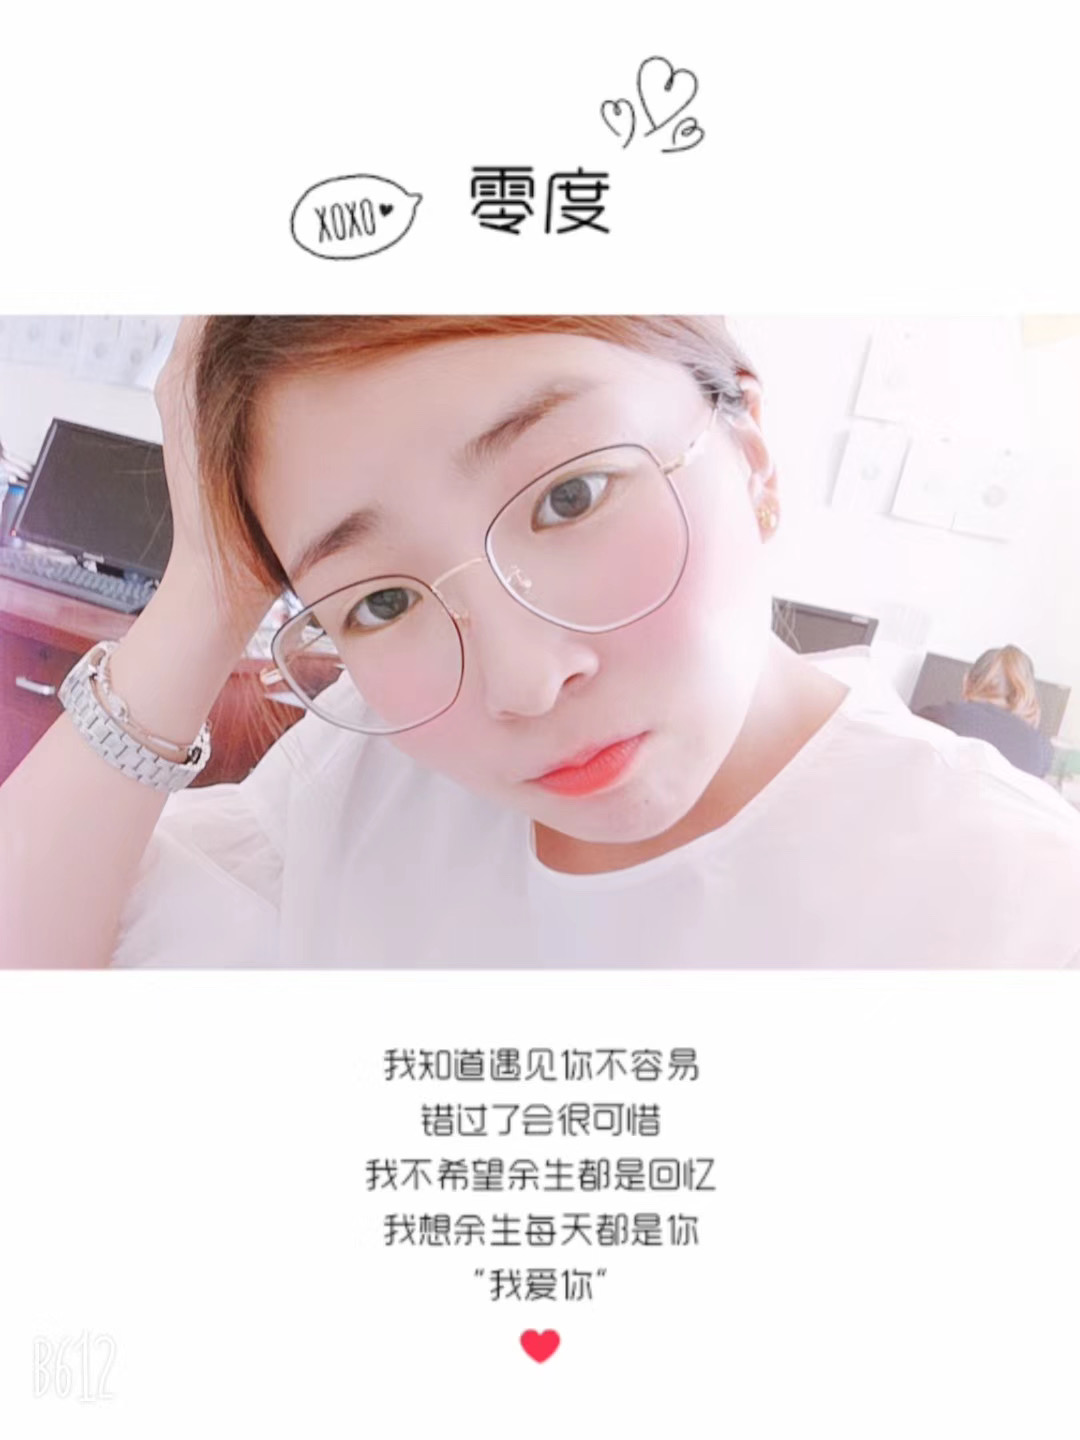 XOXO♥
零度
我知道遇见你不容易
错过了会很可惜
我不希望余生都是回忆
我想余生每天都是你
“我爱你“
B612